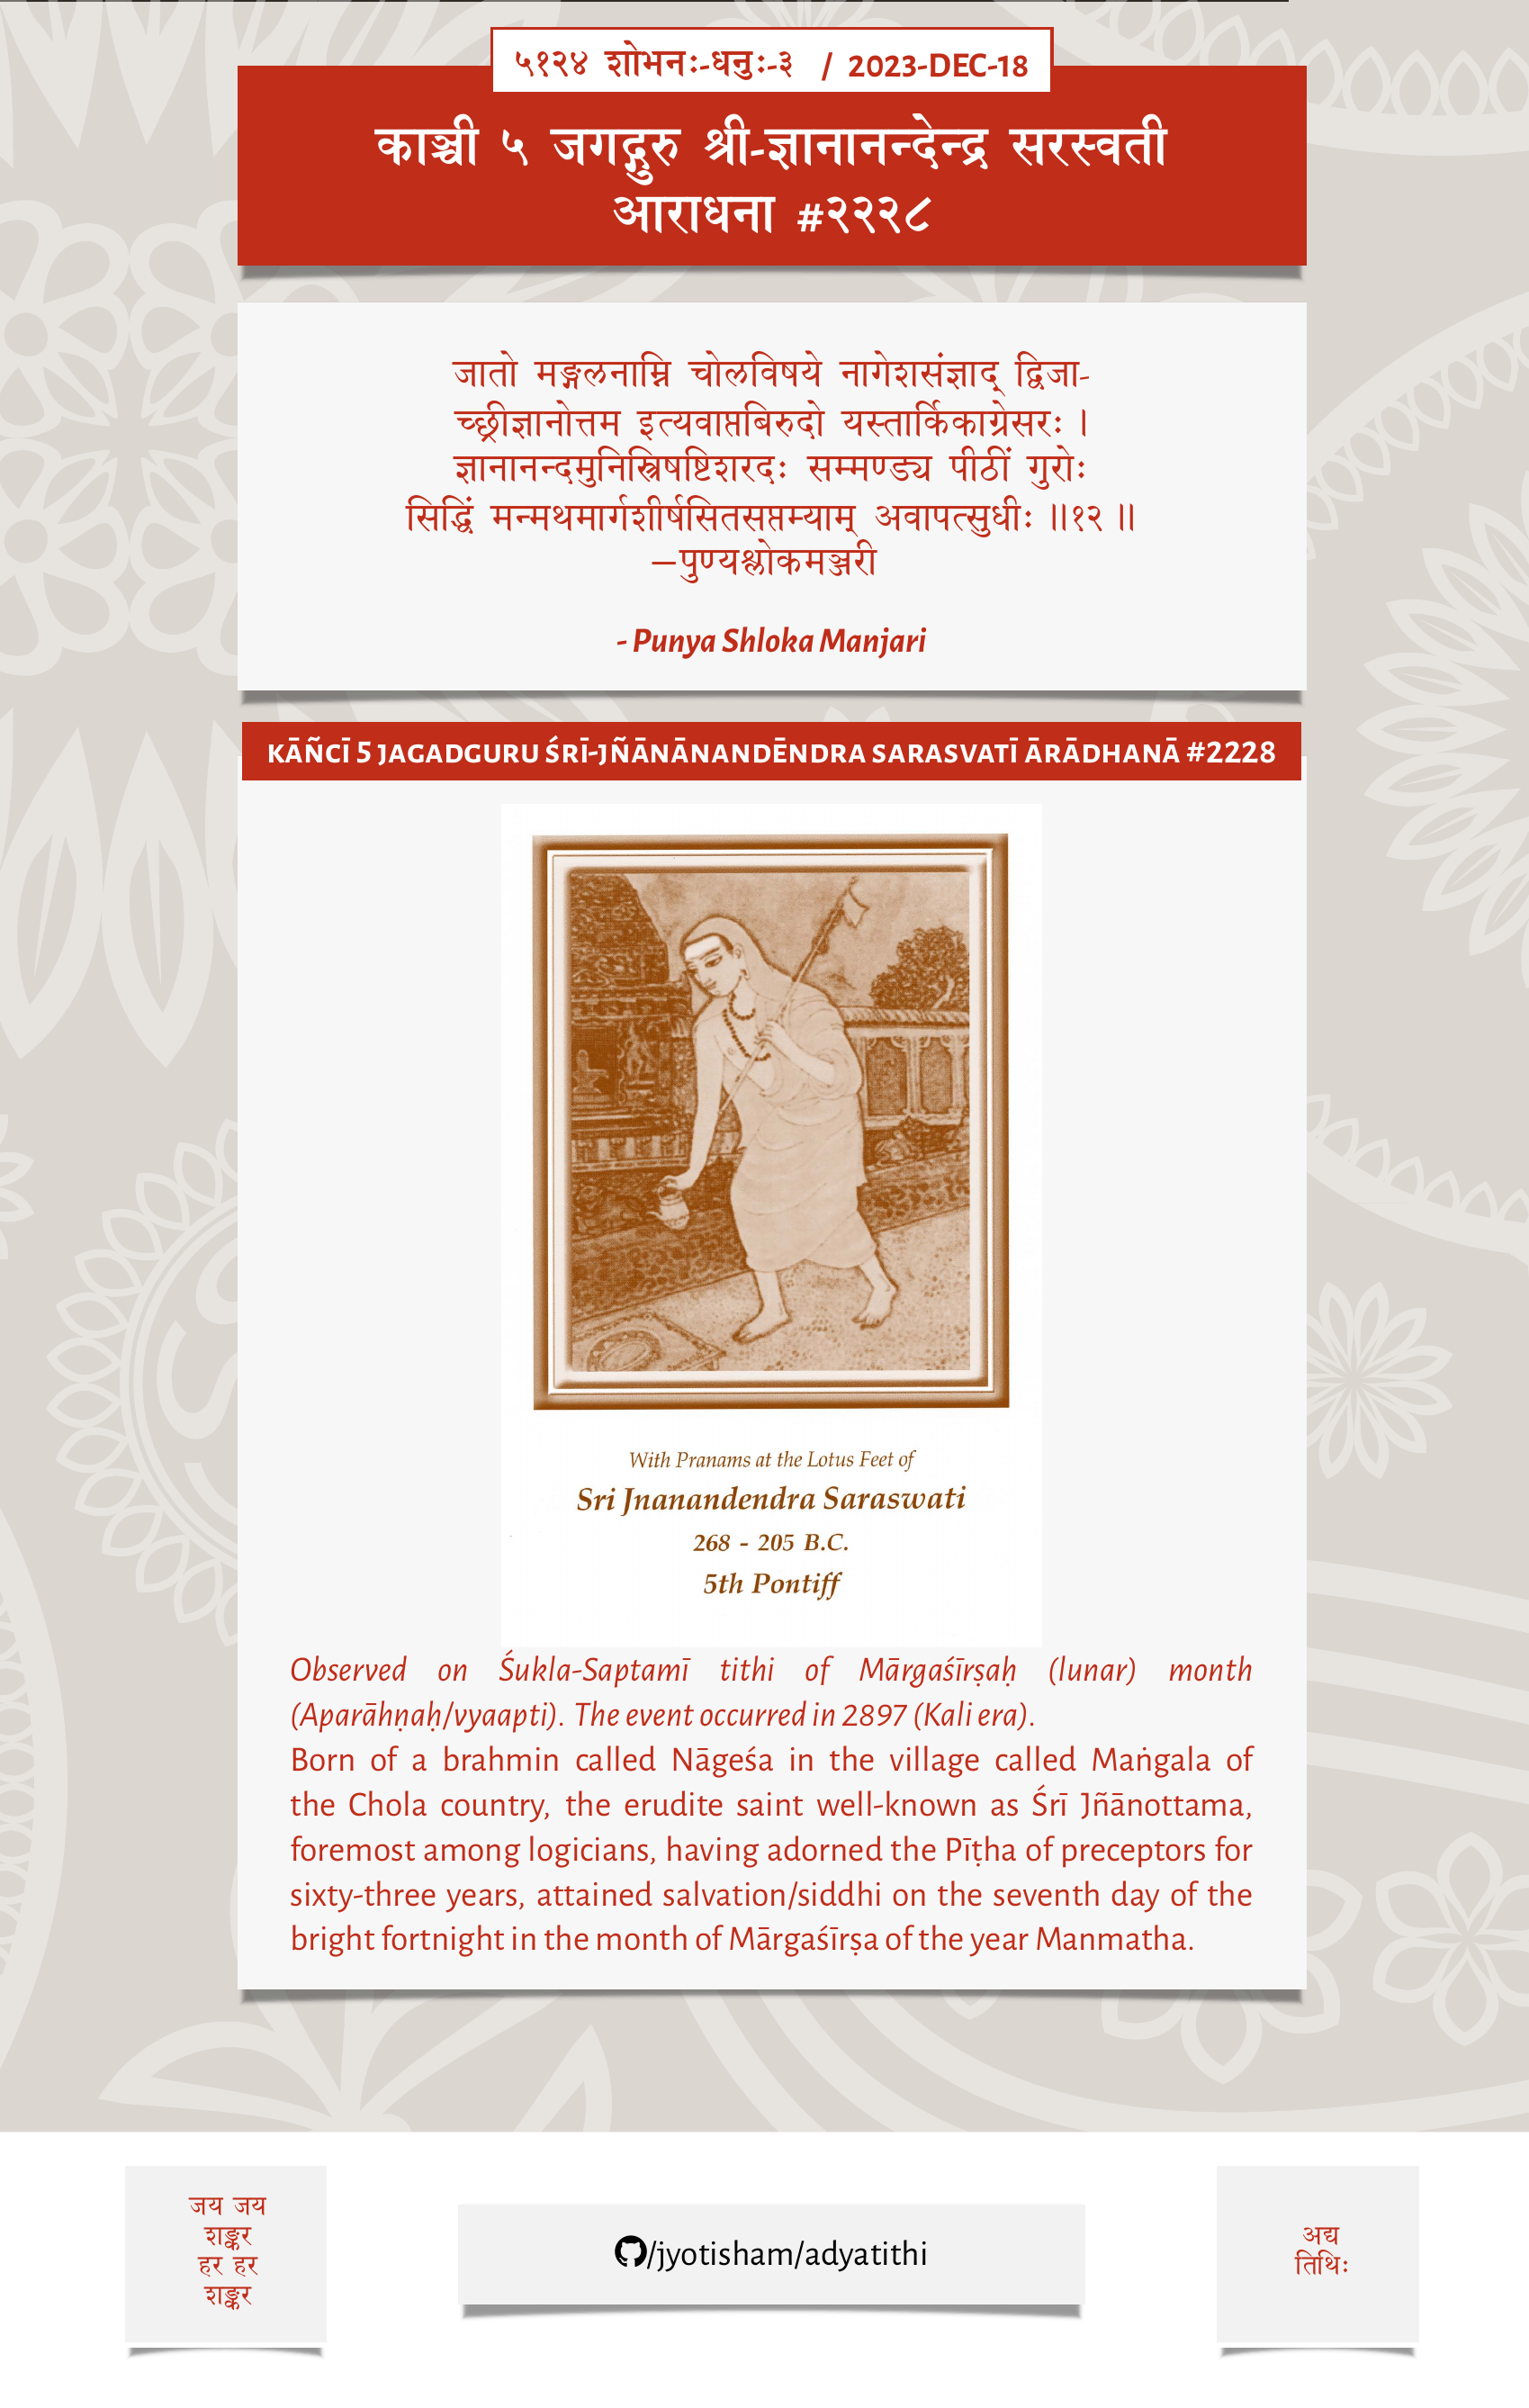 ५१२४ शोभनः-धनुः-३ / 2023-DEC-18
काञ्ची ५ जगद्गुरु श्री-ज्ञानानन्देन्द्र सरस्वती
आराधना #२२२८
जातो मङ्गलनाम्नि चोलविषये नागेशसंज्ञाद् द्विजा-
च्छ्रीज्ञानोत्तम इत्यवाप्तबिरुदो यस्तार्किकाग्रेसरः ।
ज्ञानानन्दमुनिस्त्रिषष्टिशरदः सम्मण्ड्य पीठीं गुरोः
सिद्धिं मन्मथमार्गशीर्षसितसप्तम्याम् अवापत्सुधीः ॥१२ ॥
—पुण्यश्लोकमञ्जरी
- Punya Shloka Manjari
KĀÑCĪ 5 JAGADGURU ŚRĪ-JÑĀNĀNANDĒNDRA SARASVATĪ ĀRĀDHANĀ #2228
With Pranams at the Lotus Feet of
Sri Jnanandendra Saraswati
268 - 205 B.C.
5th Pontiff
Observed on Śukla-Saptamī tithi of Mārgaśīrṣaḥ (lunar) month
(Aparāhṇaḥ/vyaapti). The event occurred in 2897 (Kali era).
Born of a brahmin called Nāgeśa in the village called Maṅgala of
the Chola country, the erudite saint well-known as Śrī Jñānottama,
foremost among logicians, having adorned the Pīṭha of preceptors for
sixty-three years, attained salvation/siddhi on the seventh day of the
bright fortnight in the month of Mārgaśīrṣa of the year Manmatha.
जय जय
शङ्कर
हर हर
शङ्कर
/jyotisham/adyatithi
अद्य
तिथिः